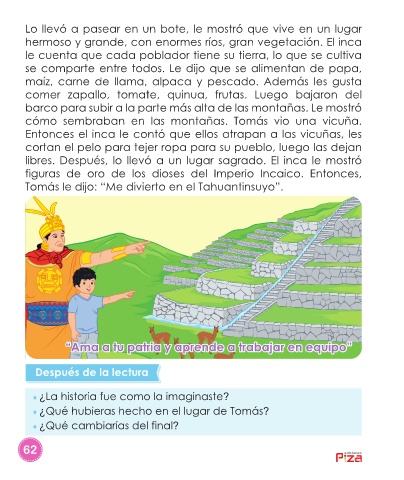 Lo llevó a pasear en un bote, le mostró que vive en un lugar
hermoso y grande, con enormes ríos, gran vegetación. El inca
le cuenta que cada poblador tiene su tierra, lo que se cultiva
se comparte entre todos. Le dijo que se alimentan de papa,
maíz, carne de llama, alpaca y pescado. Además les gusta
comer zapallo, tomate, quinua, frutas. Luego bajaron del
barco para subir a la parte más alta de las montañas. Le mostró
cómo sembraban en las montañas. Tomás vio una vicuña.
Entonces el inca le contó que ellos atrapan a las vicuñas, les
cortan el pelo para tejer ropa para su pueblo, luego las dejan
libres. Después, lo llevó a un lugar sagrado. El inca le mostró
figuras de oro de los dioses del Imperio Incaico. Entonces,
Tomás le dijo: “Me divierto en el Tahuantinsuyo”.
“Ama a tu patria y aprende a trabajar en equipo”
Después de la lectura
• ¿La historia fue como la imaginaste?
• ¿Qué hubieras hecho en el lugar de Tomás?
• ¿Qué cambiarías del final?
62
Piza